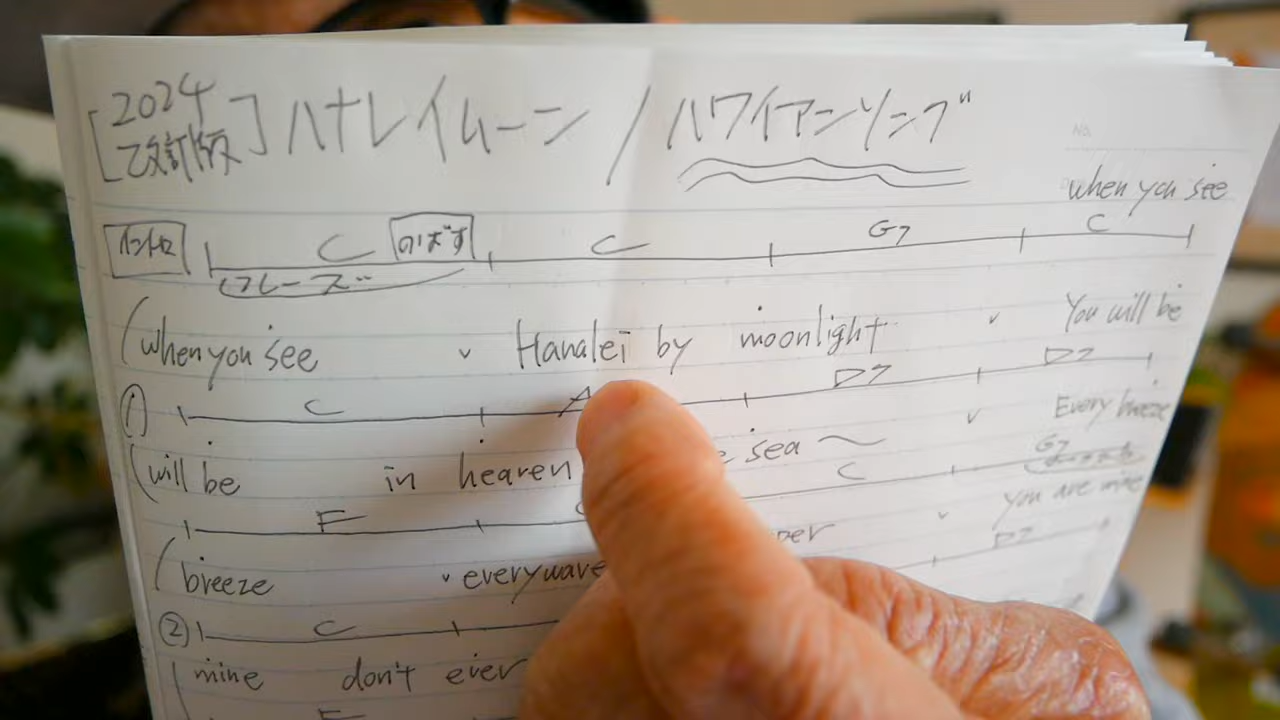 [2024改訂版]ハナレイムーン/ハワイアンソング
when you see
イントロ C のばす C G7 C
フレーズ
when you see Hanalei by moonlight You will be
① C A D7 D7
will be in heaven sea Every breeze
F C G7
breeze every wave you are mine
② C D7
mine don't ever
F